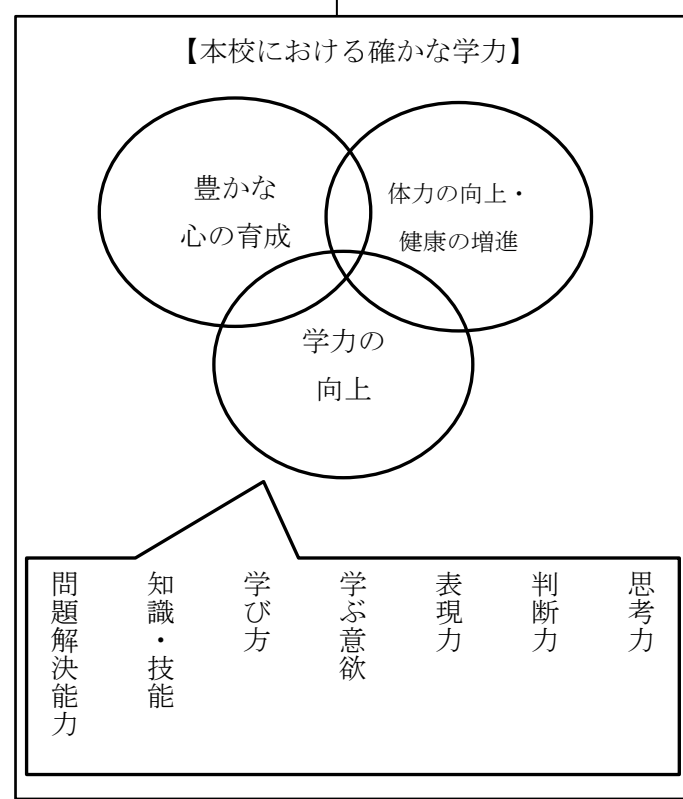 【本校における確かな学力】
豊かな
心の育成
体力の向上・
健康の増進
学力の
向上
思考力
判断力
表現力
学ぶ意欲
学び方
知識・技能
問題解決能力